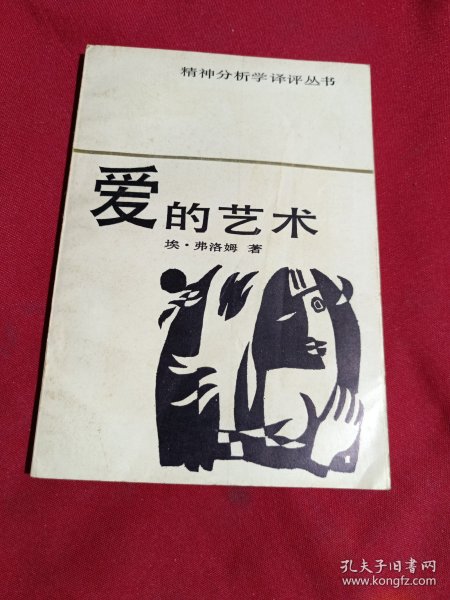 精神分析学译评丛书
爱的艺术
埃·弗洛姆 著
孔夫子旧书网
www.kongfz.com